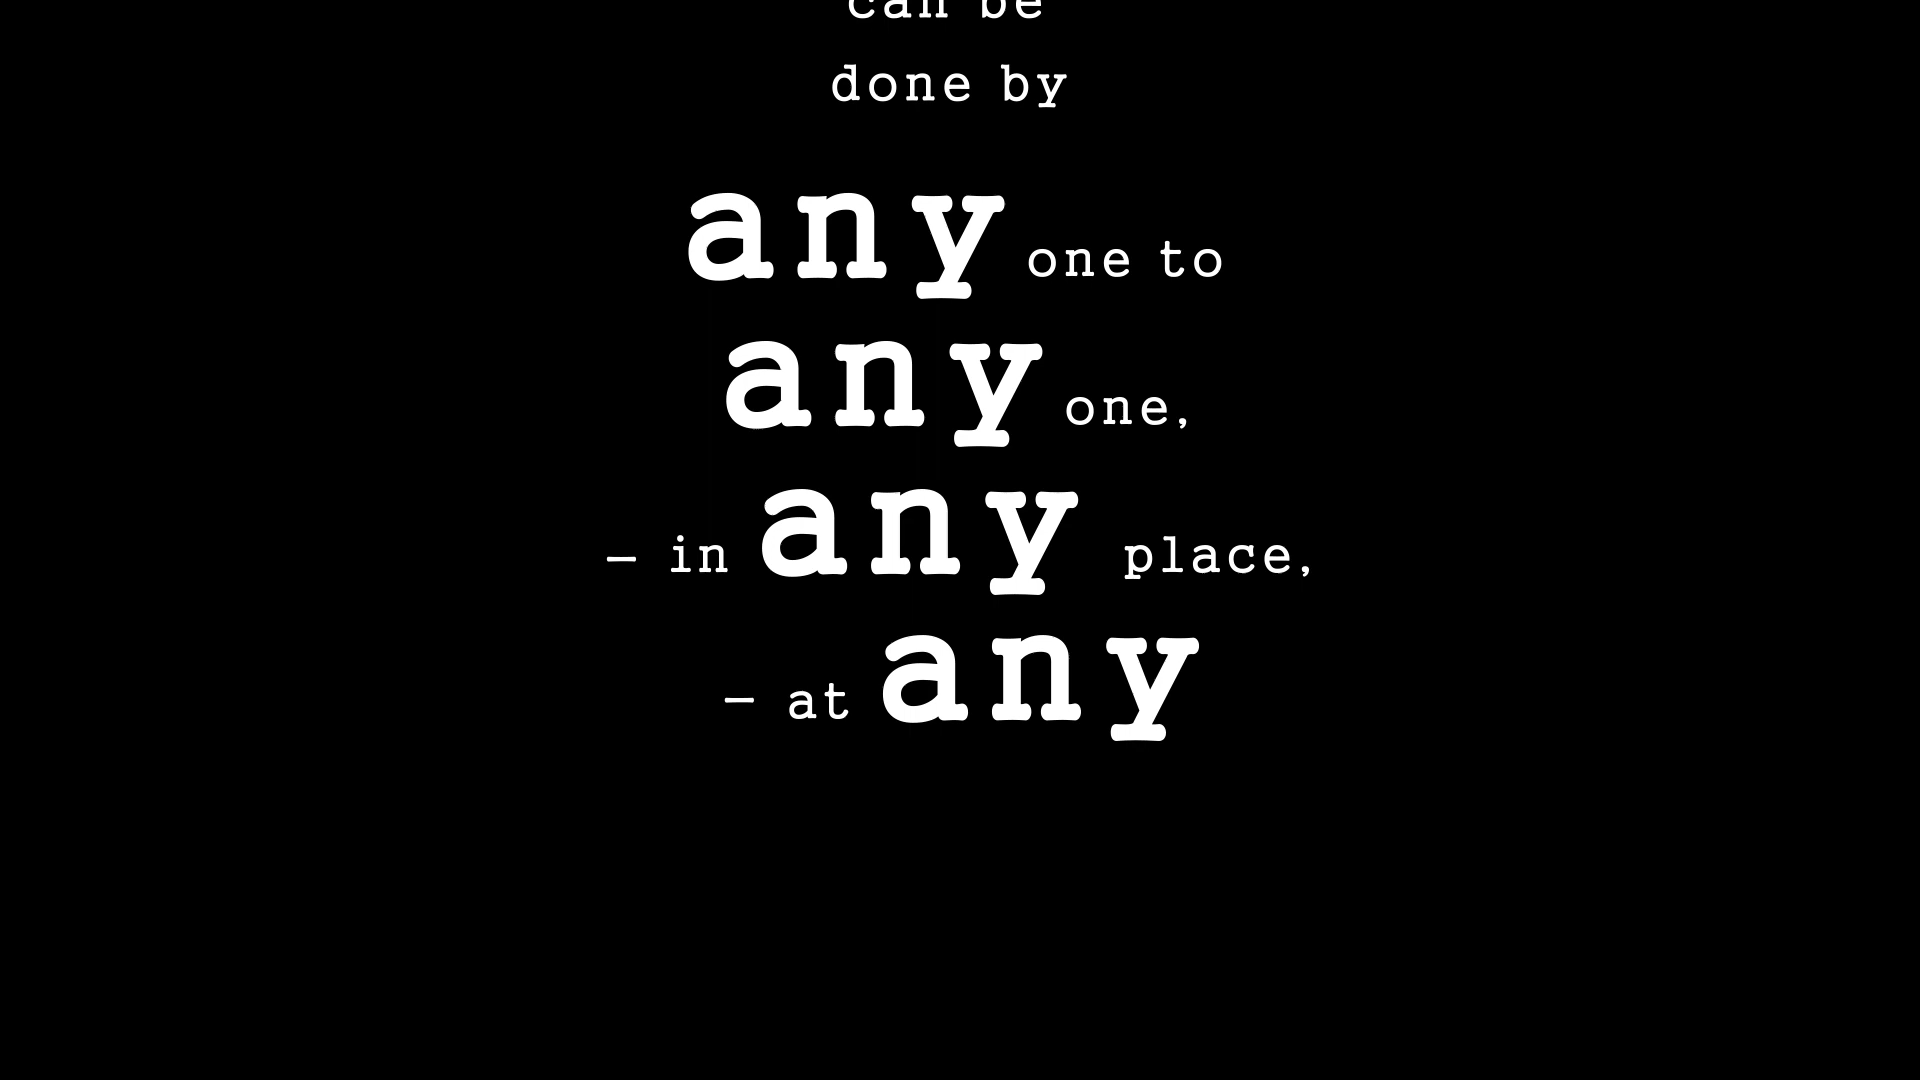 can be
done by
any one to
any one,
– in any place,
– at any